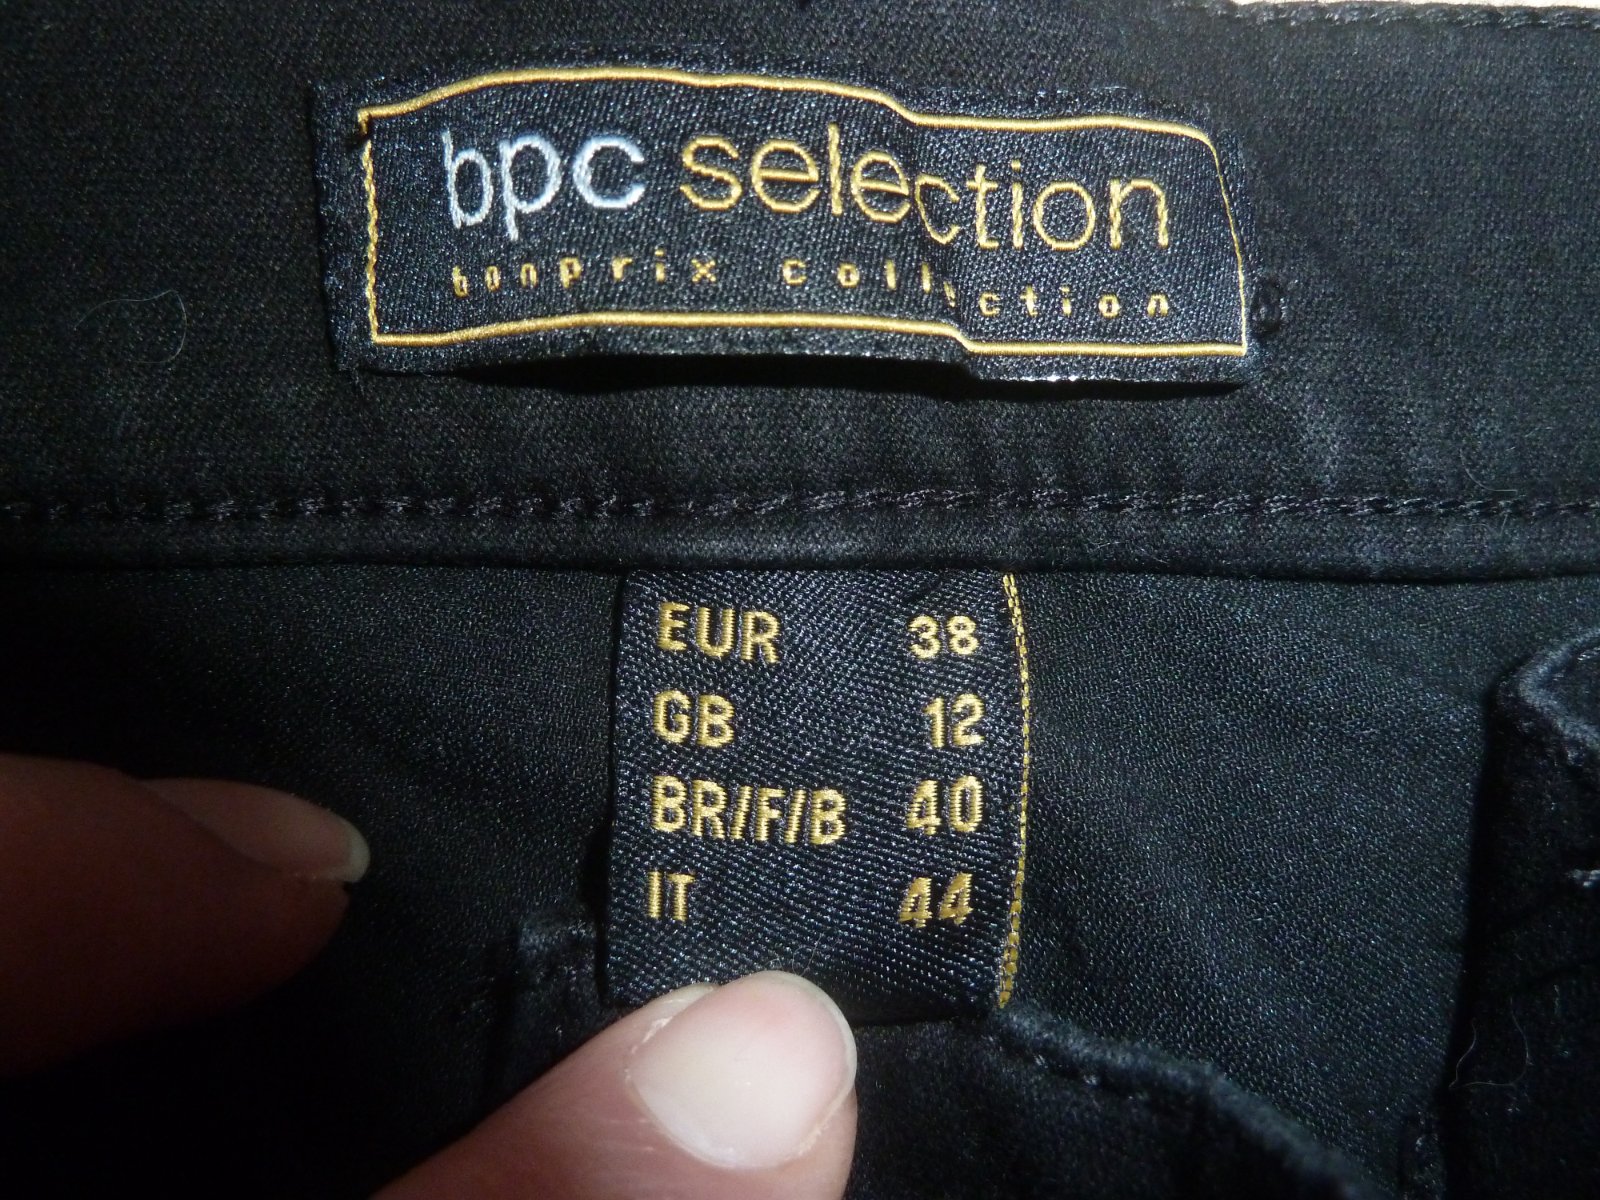 bpc selection
bonprix collection
EUR 38
GB 12
BR/F/B 40
IT 44